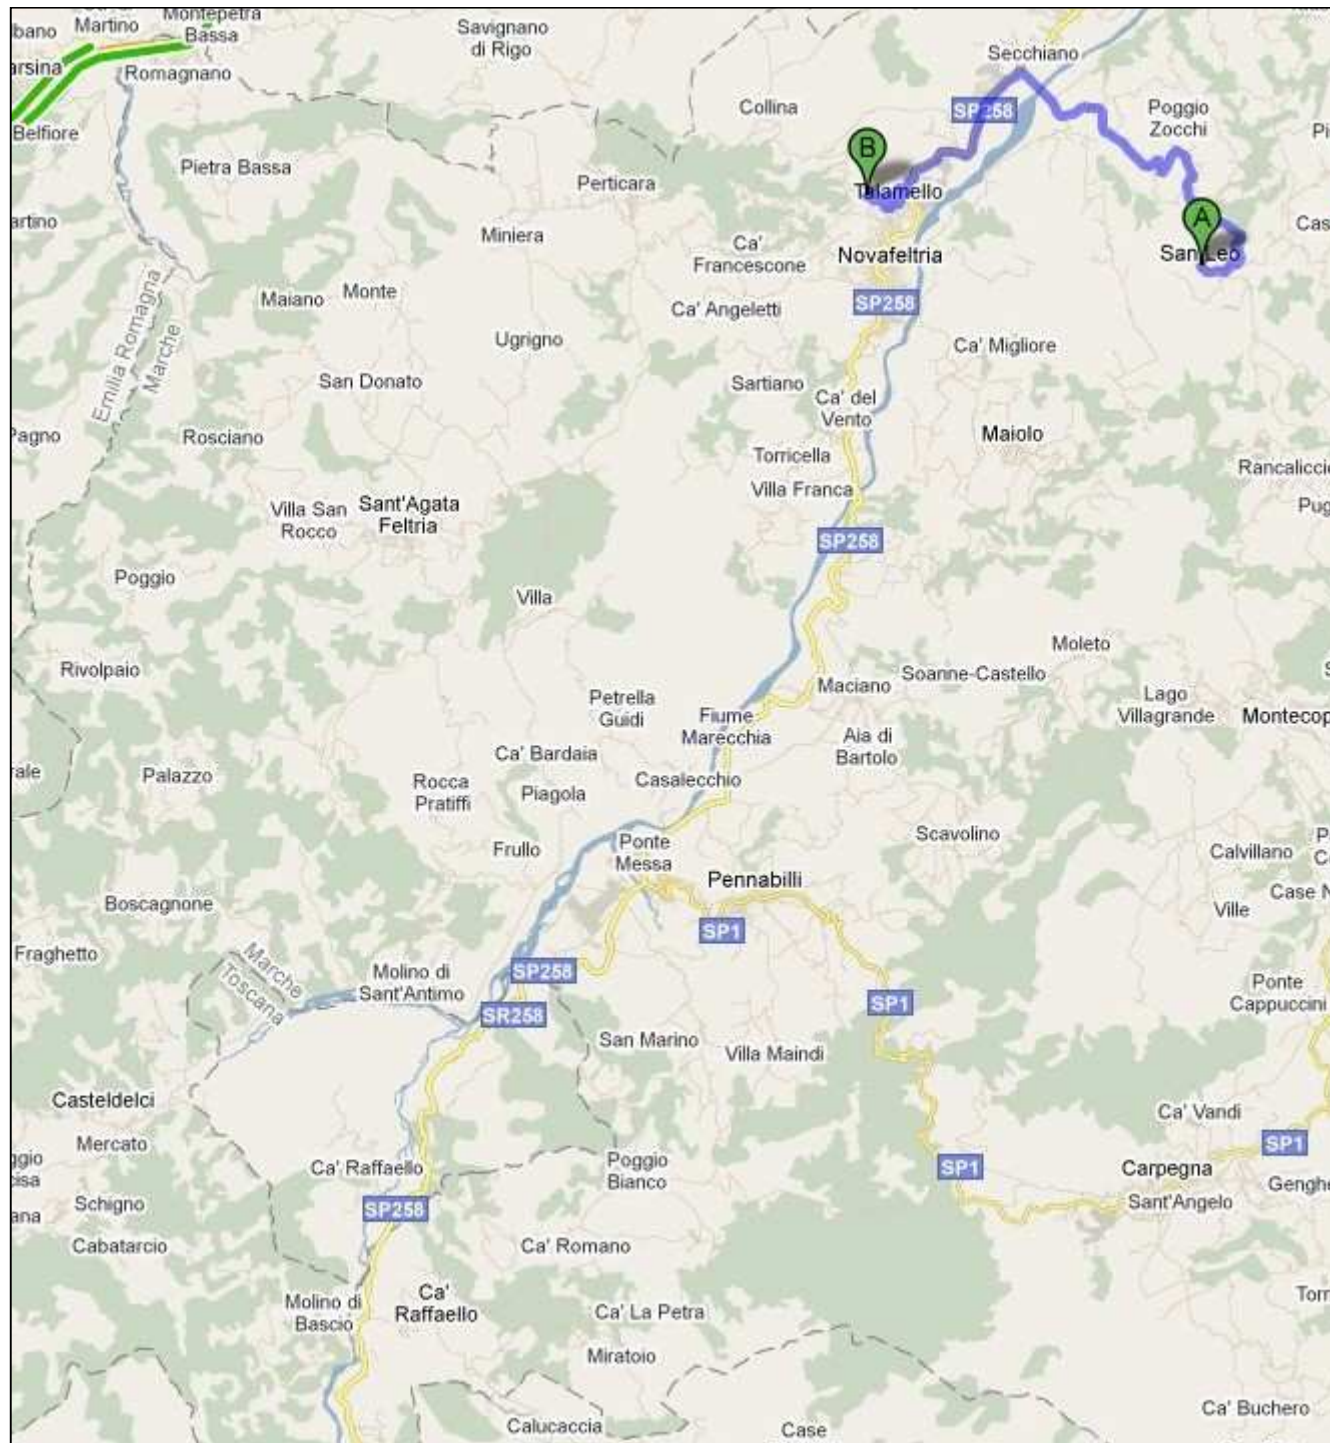 Martino
Montepetra
Bassa
Romagnano
Belfiore
Savignano
di Rigo
Secchiano
Collina
SP258
Poggio
Zocchi
Pietra Bassa
Perticara
B
Talamello
A
San Leo
Miniera
Ca'
Francescone
Novafeltria
Emilia Romagna
Marche
Maiano
Monte
Ca' Angeletti
SP258
Ugrigno
Ca' Migliore
San Donato
Sartiano
Ca' del
Vento
Rosciano
Maiolo
Torricella
Villa Franca
Villa San
Rocco
Sant'Agata
Feltria
SP258
Poggio
Villa
Rivolpaio
Moleto
Soanne-Castello
Maciano
Petrella
Guidi
Fiume
Marecchia
Lago
Villagrande
Montecop
Aia di
Bartolo
Ca' Bardaia
Palazzo
Rocca
Pratiffi
Piagola
Casalecchio
Scavolino
Frullo
Ponte
Messa
Calvillano
Pennabilli
Case N
Ville
Boscagnone
SP1
Fraghetto
Marche
Toscana
Molino di
Sant'Antimo
SP258
SR258
SP1
Ponte
Cappuccini
San Marino
Villa Maindi
Casteldelci
Ca' Vandi
Mercato
SP1
Ca' Raffaello
Poggio
Bianco
SP1
Carpegna
Sant'Angelo
Schigno
SP258
Cabatarcio
Ca' Romano
Molino di
Bascio
Ca'
Raffaello
Ca' La Petra
Miratoio
Calucaccia
Case
Ca' Buchero